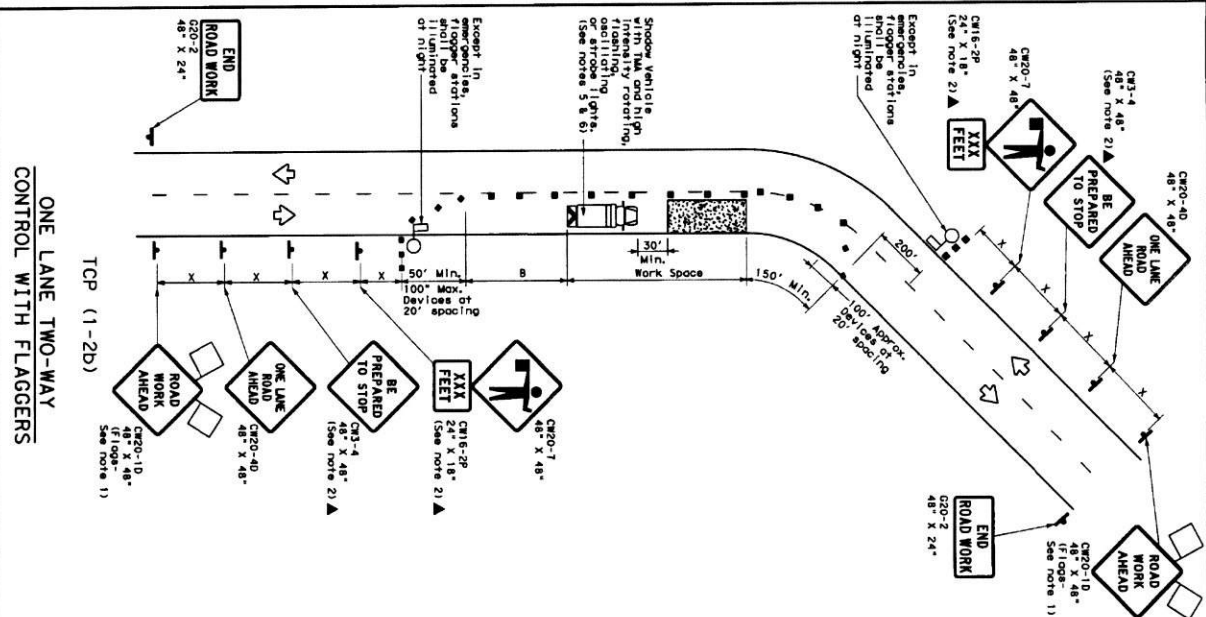 END
ROAD WORK
G20-2
48" X 24"
Except in
emergencies,
flagger stations
shall be
illuminated
at night
Shadow Vehicle
with TMA and high
intensity rotating,
flashing,
oscillating
or strobe lights.
(See notes 5 & 6)
Except in
emergencies,
flagger stations
shall be
illuminated
at night
CW16-2P
24" X 18"
(See note 2) ▲
XXX
FEET
CW20-7
48" X 48"
CW3-4
48" X 48"
(See note 2) ▲
BE
PREPARED
TO STOP
CW20-4D
48" X 48"
ONE LANE
ROAD
AHEAD
X
X
X
X
200'
100' Approx.
Devices at
20' spacing
150'
Min.
30'
Min.
Work Space
B
50' Min.
100" Max.
Devices at
20' spacing
X
X
X
X
ROAD
WORK
AHEAD
CW20-1D
48" X 48"
(Flags-
See note 1)
END
ROAD WORK
G20-2
48" X 24"
CW20-7
48" X 48"
XXX
FEET
CW16-2P
24" X 18"
(See note 2) ▲
BE
PREPARED
TO STOP
CW3-4
48" X 48"
(See note 2) ▲
ONE LANE
ROAD
AHEAD
CW20-4D
48" X 48"
ROAD
WORK
AHEAD
CW20-1D
48" X 48"
(Flags-
See note 1)
TCP (1-2b)
ONE LANE TWO-WAY
CONTROL WITH FLAGGERS